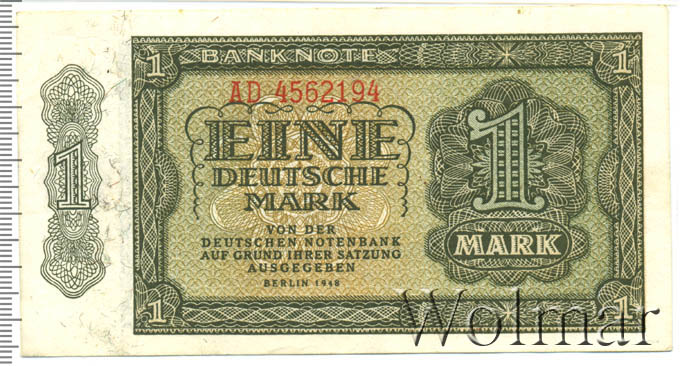 1 BANKNOTE 1
AD 4562194
EINE
DEUTSCHE
MARK
VON DER
DEUTSCHEN NOTENBANK
AUF GRUND IHRER SATZUNG
AUSGEGEBEN
BERLIN 1948
1
1
MARK
1
1
Wolmar